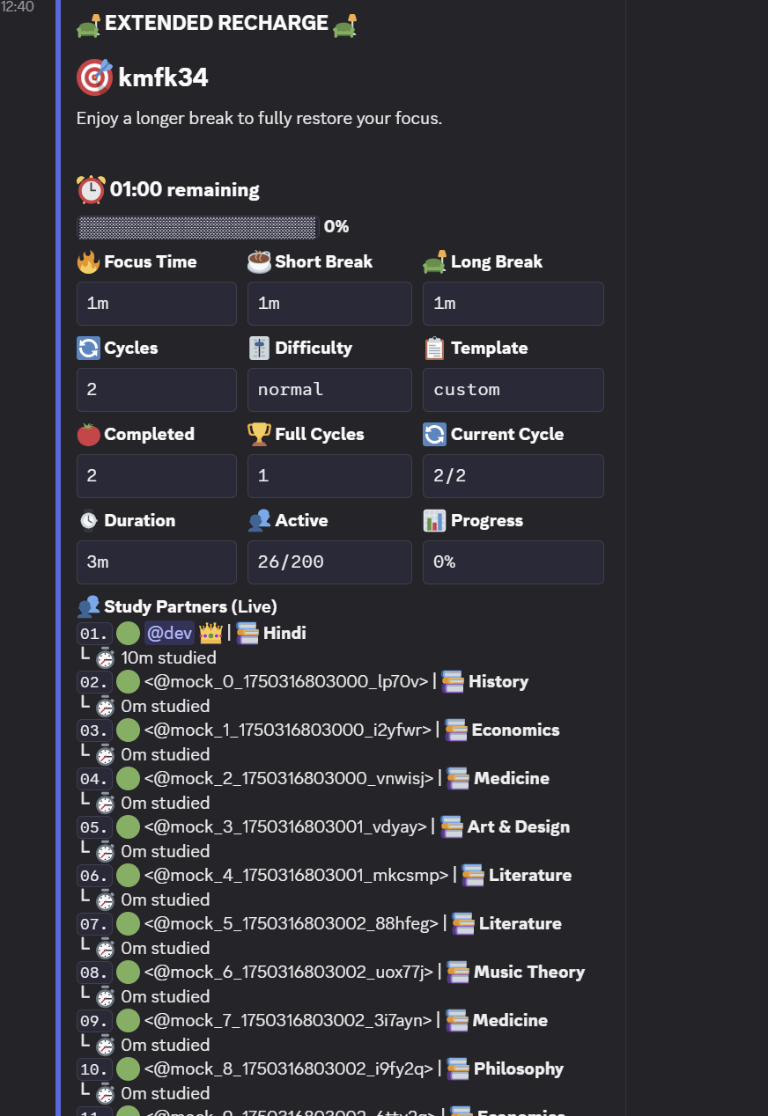 12:40
EXTENDED RECHARGE
kmfk34
Enjoy a longer break to fully restore your focus.
01:00 remaining
0%
Focus Time Short Break Long Break
1m 1m 1m
Cycles Difficulty Template
2 normal custom
Completed Full Cycles Current Cycle
2 1 2/2
Duration Active Progress
3m 26/200 0%
Study Partners (Live)
01. @dev | Hindi
└ 10m studied
02. <@mock_0_1750316803000_lp70v> | History
└ 0m studied
03. <@mock_1_1750316803000_i2yfwr> | Economics
└ 0m studied
04. <@mock_2_1750316803000_vnwisj> | Medicine
└ 0m studied
05. <@mock_3_1750316803001_vdyay> | Art & Design
└ 0m studied
06. <@mock_4_1750316803001_mkcsmp> | Literature
└ 0m studied
07. <@mock_5_1750316803002_88hfeg> | Literature
└ 0m studied
08. <@mock_6_1750316803002_uox77j> | Music Theory
└ 0m studied
09. <@mock_7_1750316803002_3i7ayn> | Medicine
└ 0m studied
10. <@mock_8_1750316803002_i9fy2q> | Philosophy
└ 0m studied